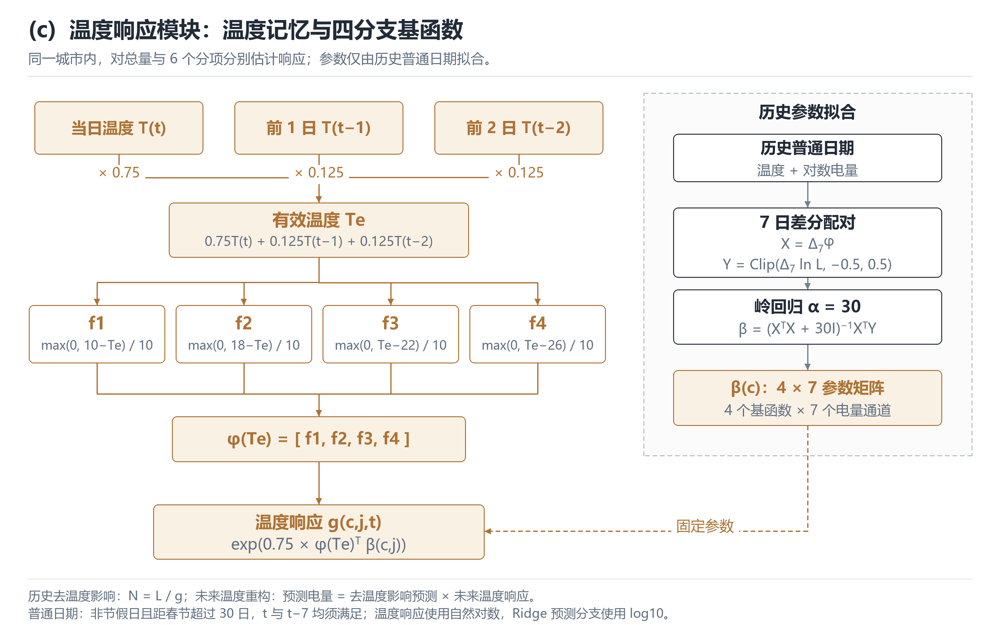 (c) 温度响应模块：温度记忆与四分支基函数
同一城市内，对总量与 6 个分项分别估计响应；参数仅由历史普通日期拟合。
当日温度 T(t)
前 1 日 T(t−1)
前 2 日 T(t−2)
× 0.75
× 0.125
× 0.125
有效温度 Te
0.75T(t) + 0.125T(t−1) + 0.125T(t−2)
f1
max(0, 10−Te) / 10
f2
max(0, 18−Te) / 10
f3
max(0, Te−22) / 10
f4
max(0, Te−26) / 10
φ(Te) = [ f1, f2, f3, f4 ]
温度响应 g(c,j,t)
exp(0.75 × φ(Te)ᵀ β(c,j))
历史参数拟合
历史普通日期
温度 + 对数电量
7 日差分配对
X = Δ₇φ
Y = Clip(Δ₇ ln L, −0.5, 0.5)
岭回归 α = 30
β = (XᵀX + 30I)⁻¹XᵀY
β(c)：4 × 7 参数矩阵
4 个基函数 × 7 个电量通道
固定参数
历史去温度影响：N = L / g；未来温度重构：预测电量 = 去温度影响预测 × 未来温度响应。
普通日期：非节假日且距春节超过 30 日，t 与 t−7 均须满足；温度响应使用自然对数，Ridge 预测分支使用 log10。